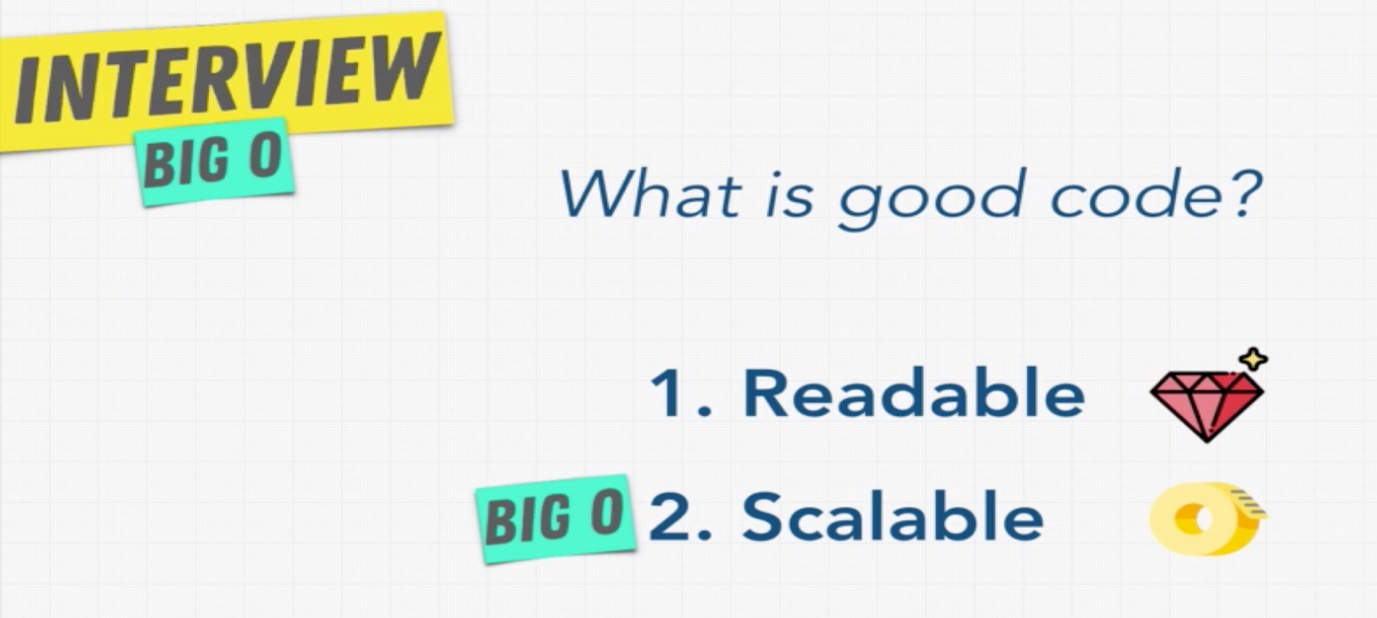 INTERVIEW
BIG O
What is good code?
1. Readable
BIG O 2. Scalable